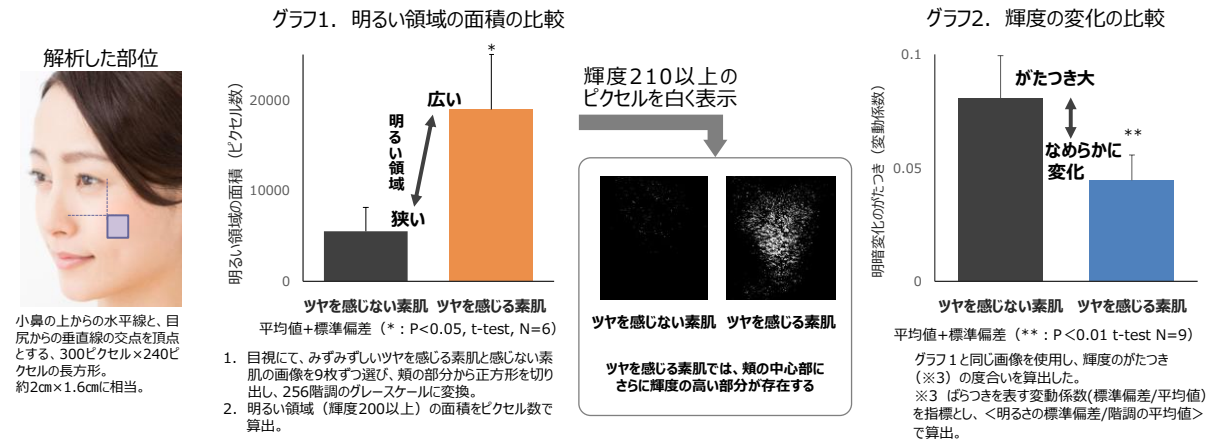 解析した部位
小鼻の上からの水平線と、目
尻からの垂直線の交点を頂点
とする、300ピクセル×240ピ
クセルの長方形。
約2㎝×1.6㎝に相当。
グラフ1．明るい領域の面積の比較
明るい領域の面積（ピクセル数）
20000
10000
0
*
広い
明るい領域
狭い
ツヤを感じない素肌 ツヤを感じる素肌
平均値+標準偏差（*：P<0.05, t-test, N=6）
1. 目視にて、みずみずしいツヤを感じる素肌と感じない素
肌の画像を9枚ずつ選び、頬の部分から正方形を切り
出し、256階調のグレースケールに変換。
2. 明るい領域（輝度200以上）の面積をピクセル数で
算出。
輝度210以上の
ピクセルを白く表示
ツヤを感じない素肌 ツヤを感じる素肌
ツヤを感じる素肌では、頬の中心部に
さらに輝度の高い部分が存在する
グラフ2．輝度の変化の比較
明暗変化のがたつき（変動係数）
0.1
0.05
0
がたつき大
**
なめらかに
変化
ツヤを感じない素肌 ツヤを感じる素肌
平均値+標準偏差（**：P＜0.01 t-test N=9）
グラフ１と同じ画像を使用し、輝度のがたつき
（※3）の度合いを算出した。
※3 ばらつきを表す変動係数(標準偏差/平均値)
を指標とし、＜明るさの標準偏差/階調の平均値＞
で算出。